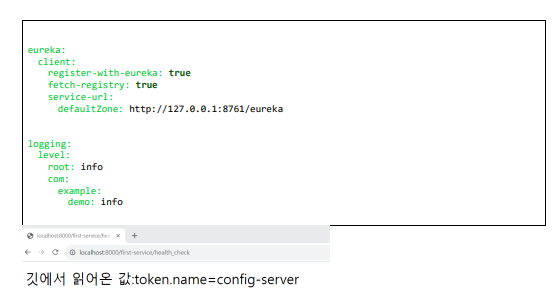 eureka:
  client:
    register-with-eureka: true
    fetch-registry: true
    service-url:
      defaultZone: http://127.0.0.1:8761/eureka
logging:
  level:
    root: info
    com:
      example:
        demo: info
localhost:8000/first-service/he
localhost:8000/first-service/health_check
깃에서 읽어온 값:token.name=config-server